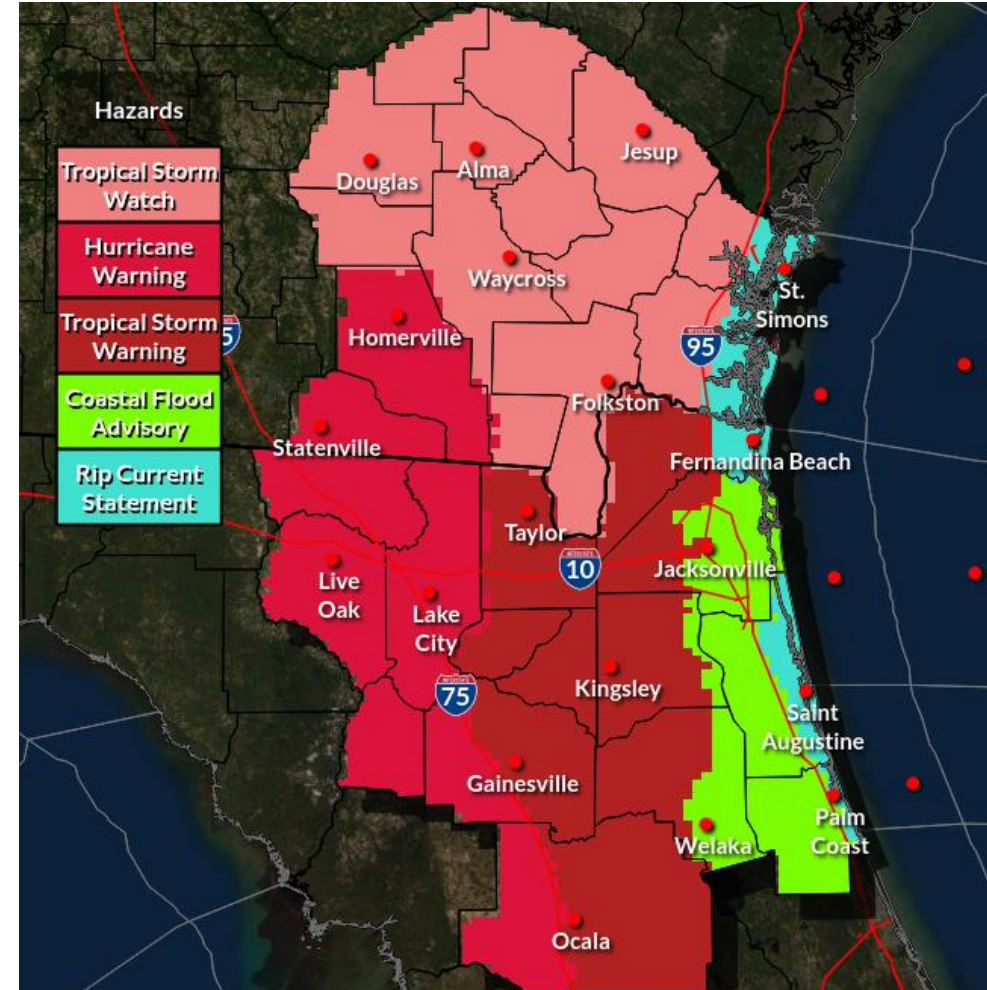 Hazards
Tropical Storm
Watch
Hurricane
Warning
Tropical Storm
Warning
Coastal Flood
Advisory
Rip Current
Statement
Douglas
Alma
Jesup
Waycross
St.
Simons
Homerville
95
Folkston
Statenville
Fernandina Beach
Taylor
10
Jacksonville
Live
Oak
Lake
City
75
Kingsley
Saint
Augustine
Gainesville
Palm
Coast
Welaka
Ocala